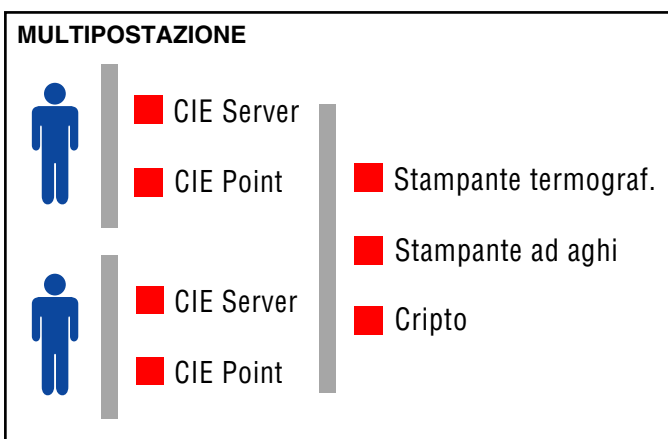 MULTIPOSTAZIONE
CIE Server
CIE Point
CIE Server
CIE Point
Stampante termograf.
Stampante ad aghi
Cripto